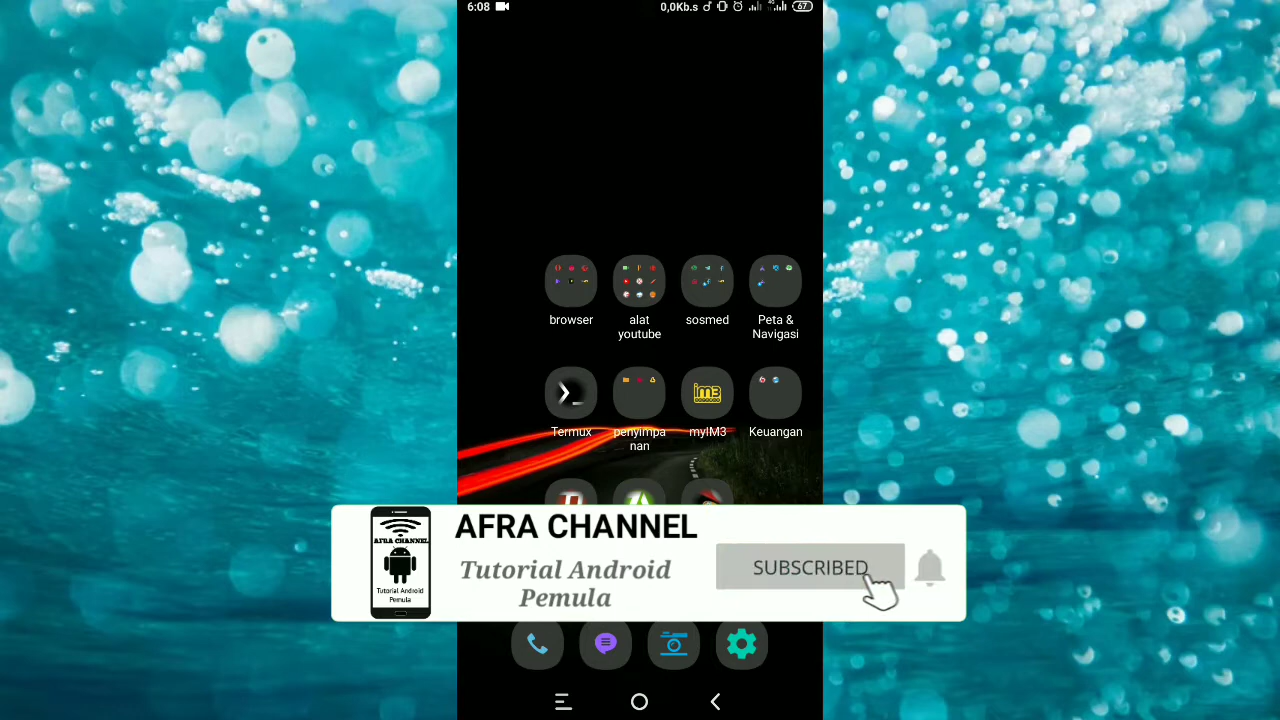 6:08
0,0Kb.s
67
browser
alat
youtube
sosmed
Peta &
Navigasi
im3
Termux
penyimpa
nan
myIM3
Keuangan
AFRA CHANNEL
Tutorial Android
Pemula
AFRA CHANNEL
Tutorial Android
Pemula
SUBSCRIBED